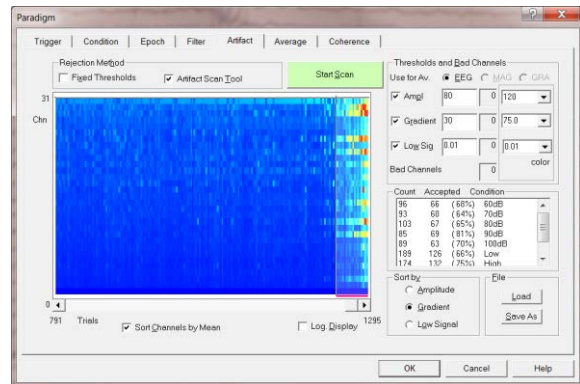 Paradigm
Trigger Condition Epoch Filter Artifact Average Coherence
Rejection Method
Fixed Thresholds Artifact Scan Tool
Start Scan
31
Chn
0
791 Trials 1295
Sort Channels by Mean Log. Display
Thresholds and Bad Channels
Use for Av. EEG MAG GRA
Ampl 80 0 120
Gradient 30 0 75.0
Low Sig 0.01 0 0.01
color
Bad Channels 0
Count Accepted Condition
96 66 (68%) 60dB
93 60 (64%) 70dB
103 67 (65%) 80dB
85 69 (81%) 90dB
89 63 (70%) 100dB
189 126 (66%) Low
174 132 (75%) High
Sort by
Amplitude
Gradient
Low Signal
File
Load
Save As
OK Cancel Help